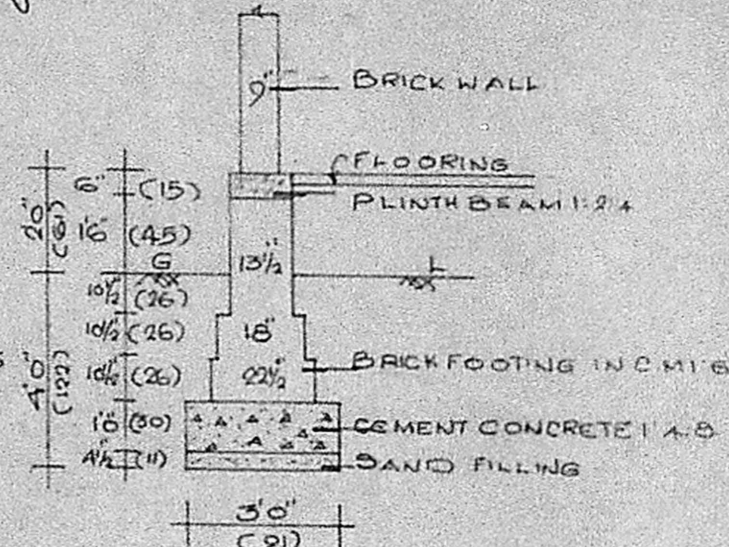 9"
BRICK WALL
FLOORING
6" (15)
PLINTH BEAM 1:2:4
2'0" (61)
1'6" (45)
G
L
13½"
10½" (26)
10½" (26)
18"
4'0" (122)
10½" (26)
22½"
BRICK FOOTING IN C M 1:6
1'0" (30)
CEMENT CONCRETE 1:4:8
4½" (11)
SAND FILLING
3'0"
(91)